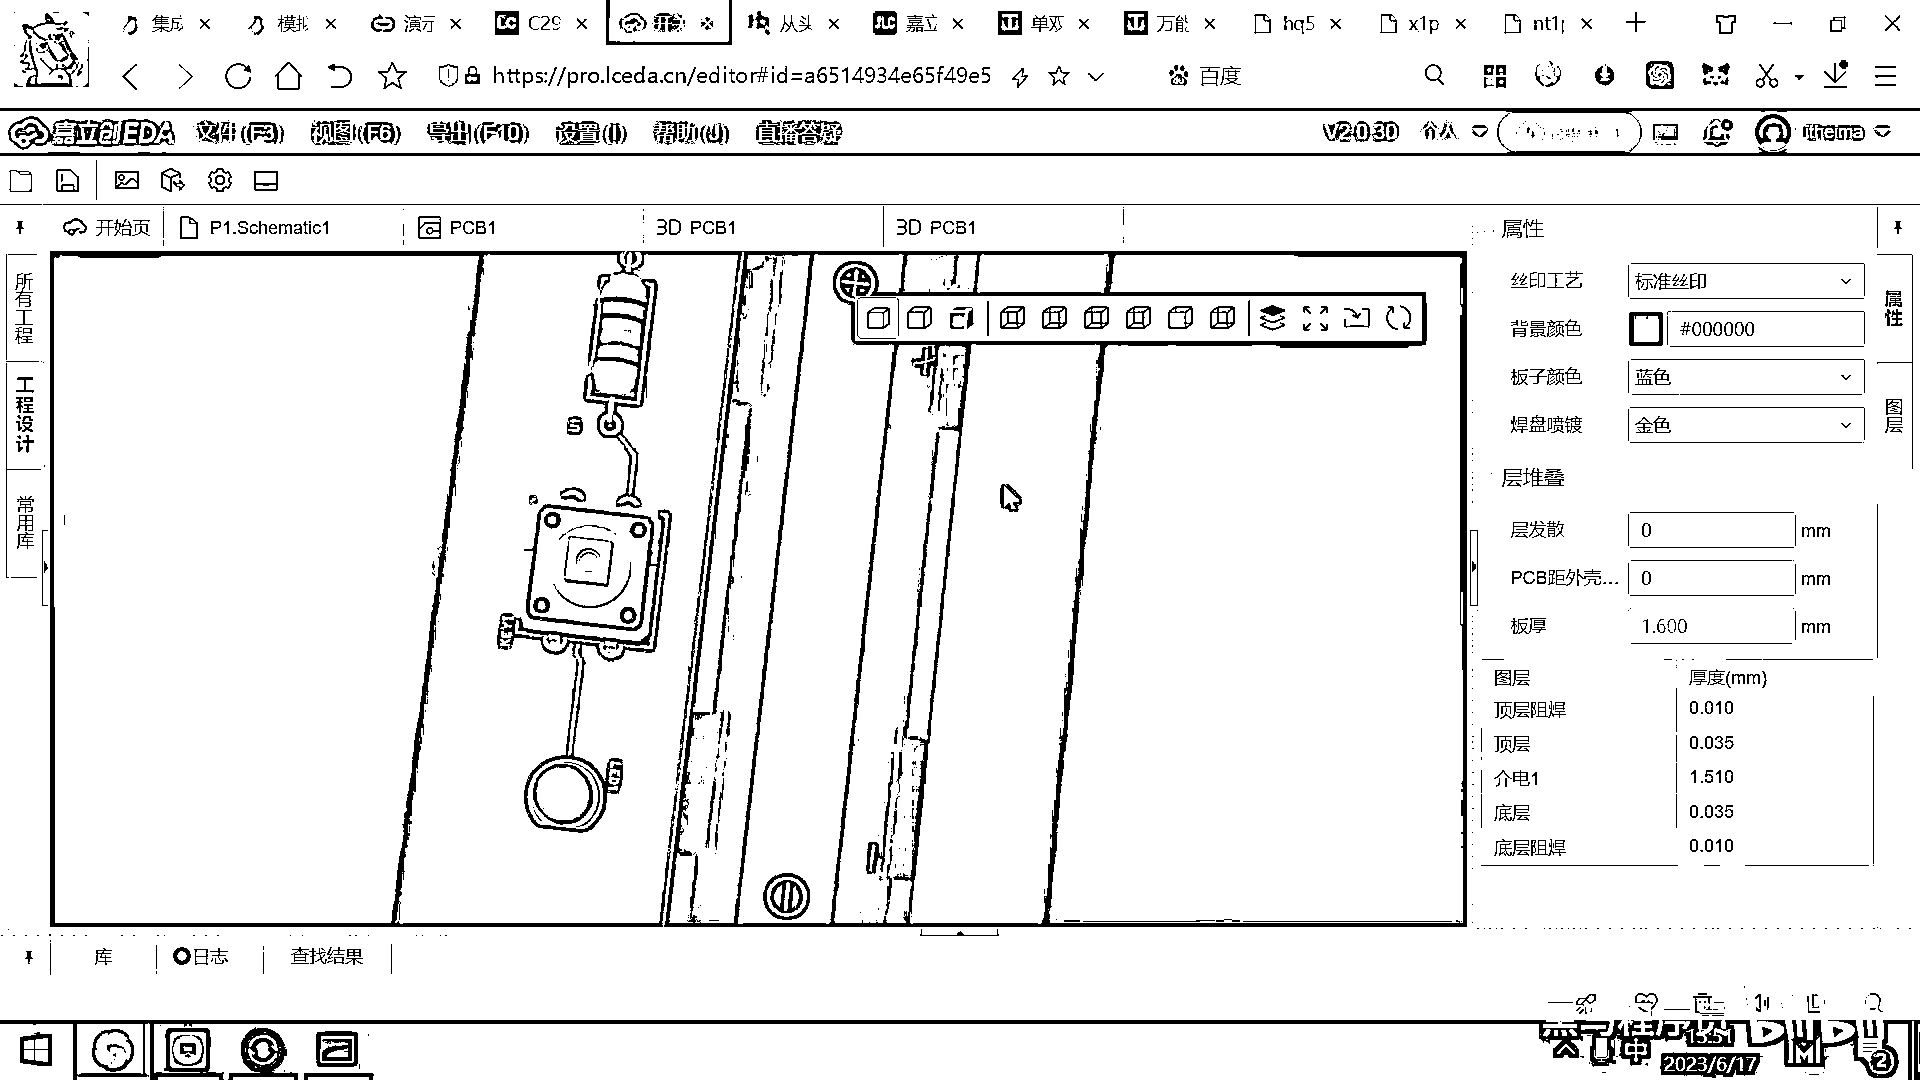 集成 模拟 演示 C29 从头 嘉立 单双 万能 hq5 x1p nt1p
https://pro.lceda.cn/editor#id=a6514934e65f49e5 百度
嘉立创EDA 文件(F3) 视图(F6) 导出(F10) 设置(I) 帮助(J) 直播答疑 V2.0.30 个人 itheima
开始页 P1.Schematic1 PCB1 3D PCB1 3D PCB1
所有工程
工程设计
常用库
属性
丝印工艺 标准丝印
背景颜色 #000000
板子颜色 蓝色
焊盘喷镀 金色
层堆叠
层发散 0 mm
PCB距外壳... 0 mm
板厚 1.600 mm
图层 厚度(mm)
顶层阻焊 0.010
顶层 0.035
介电1 1.510
底层 0.035
底层阻焊 0.010
属性
图层
库 日志 查找结果
中 15:51
2023/6/17 2